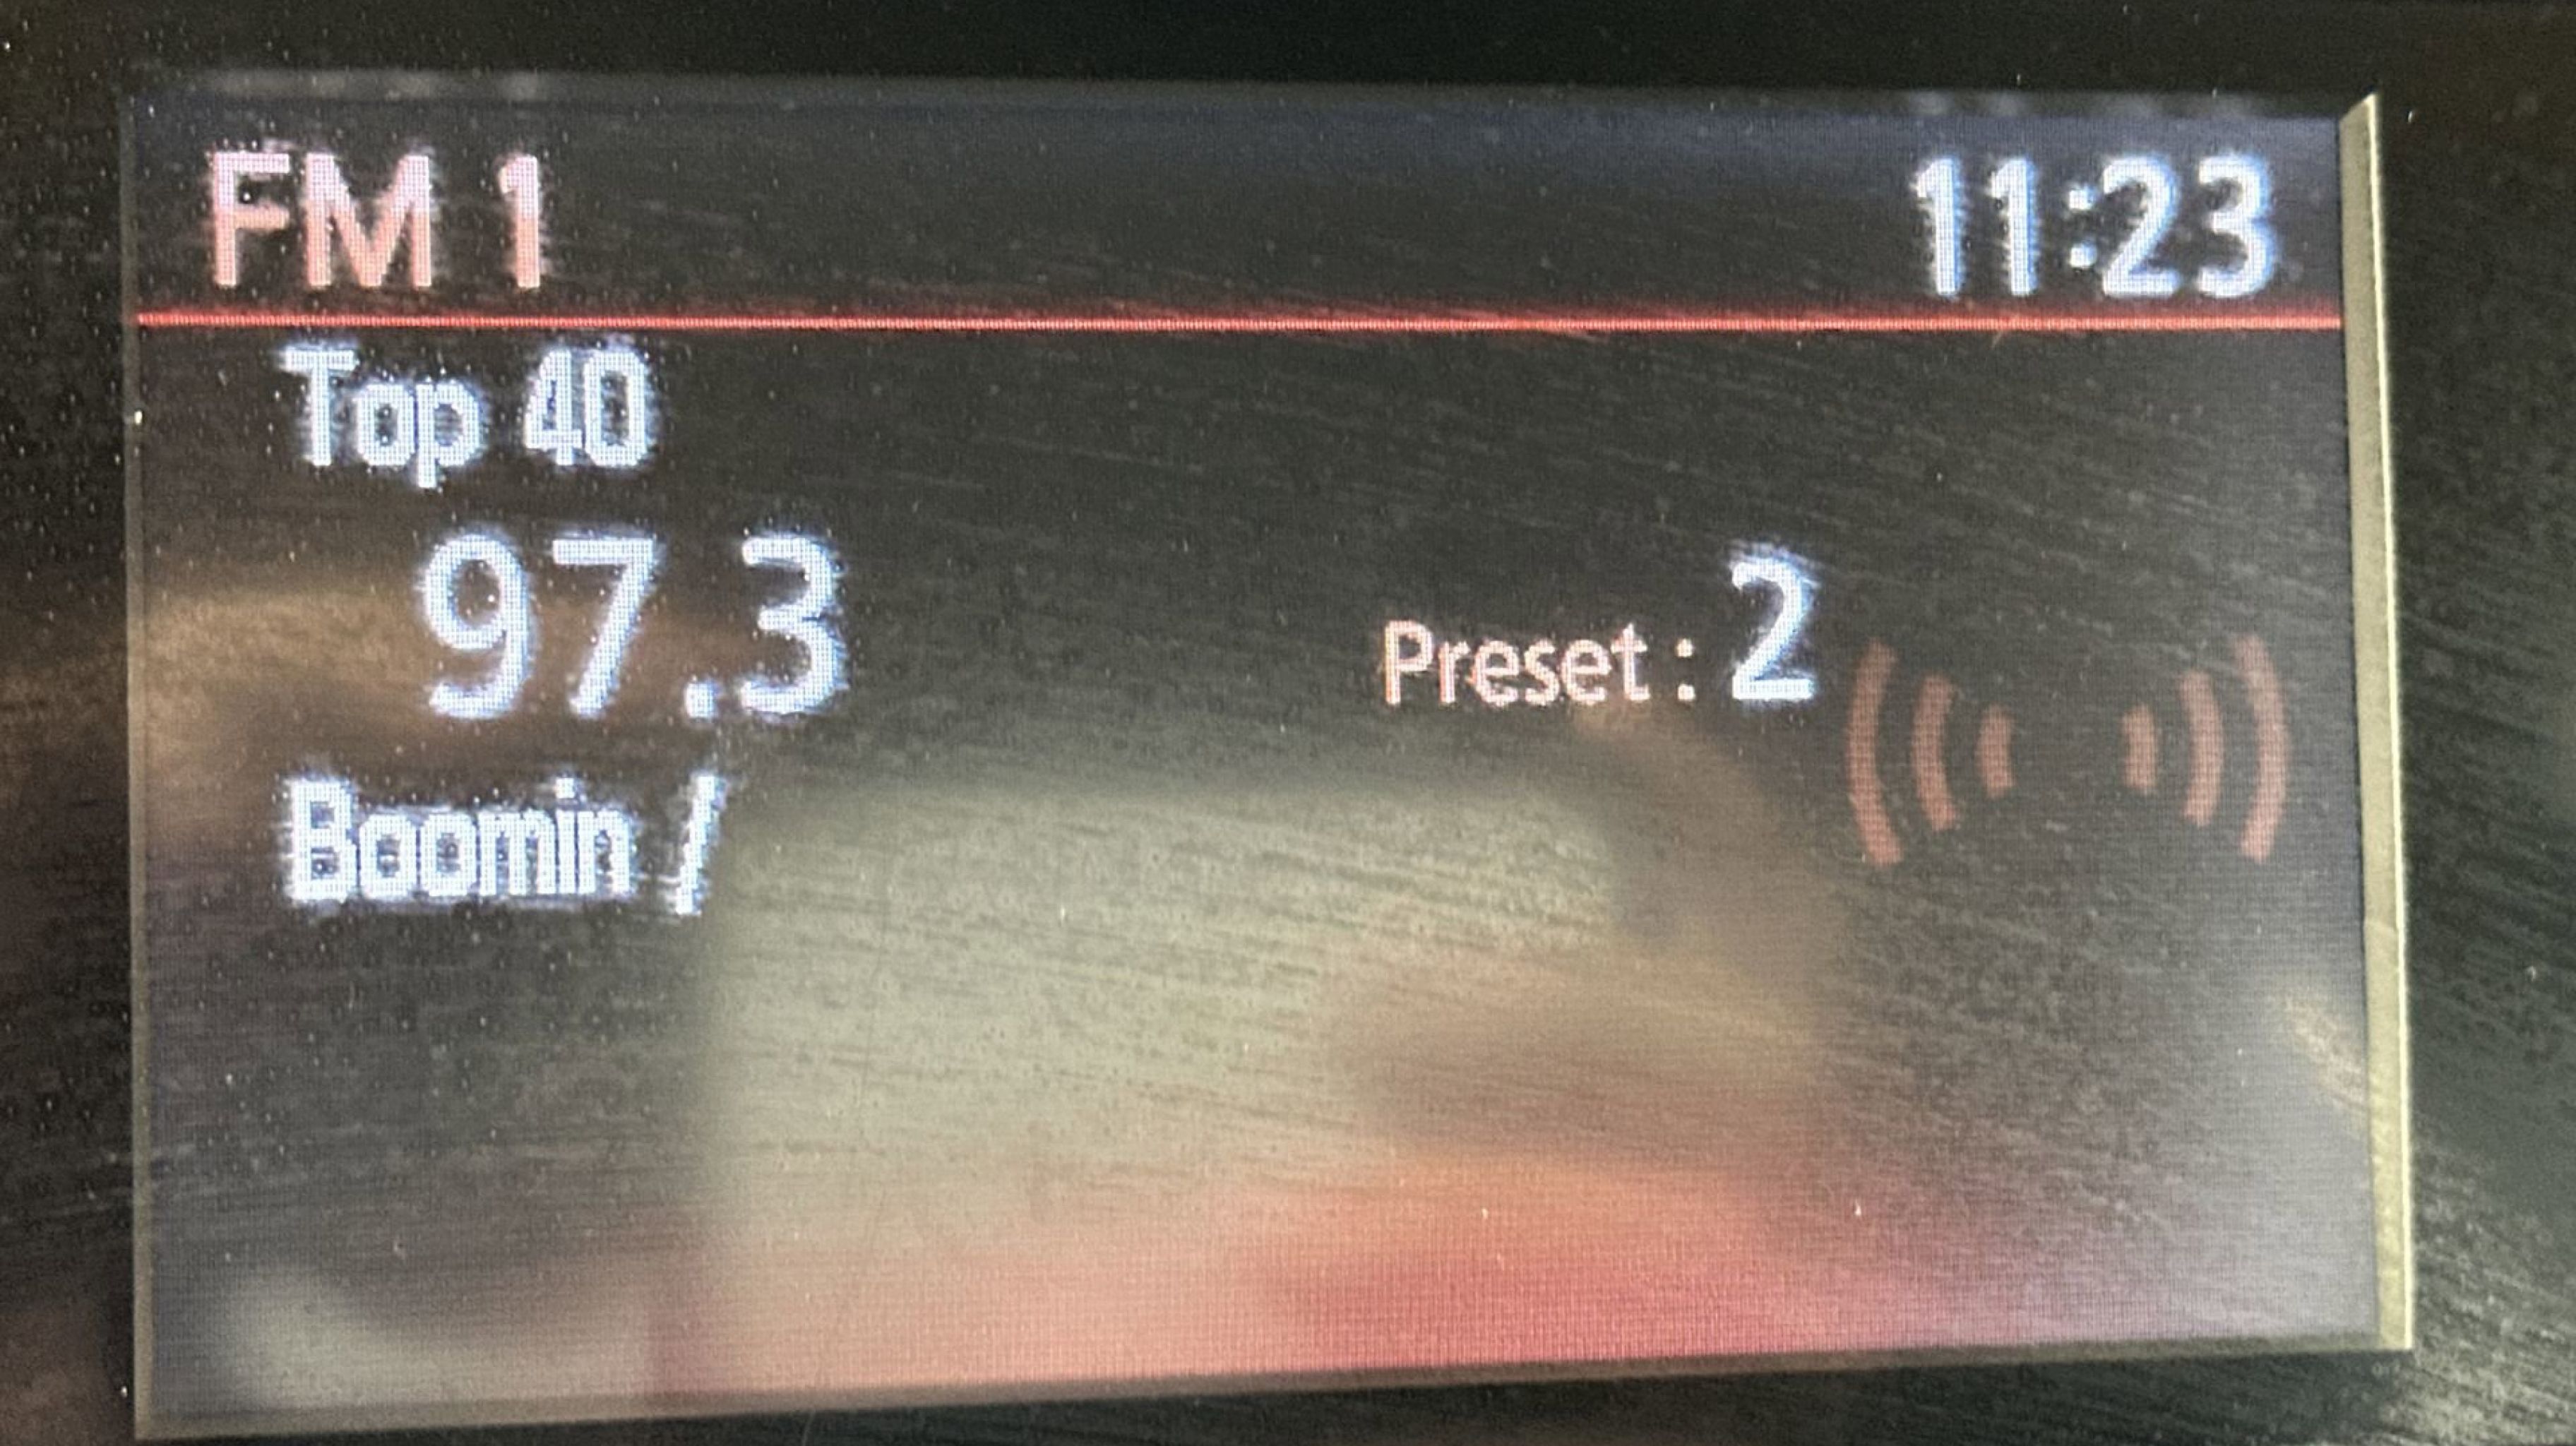 FM 1 11:23
Top 40
97.3
Preset : 2
Boomin /